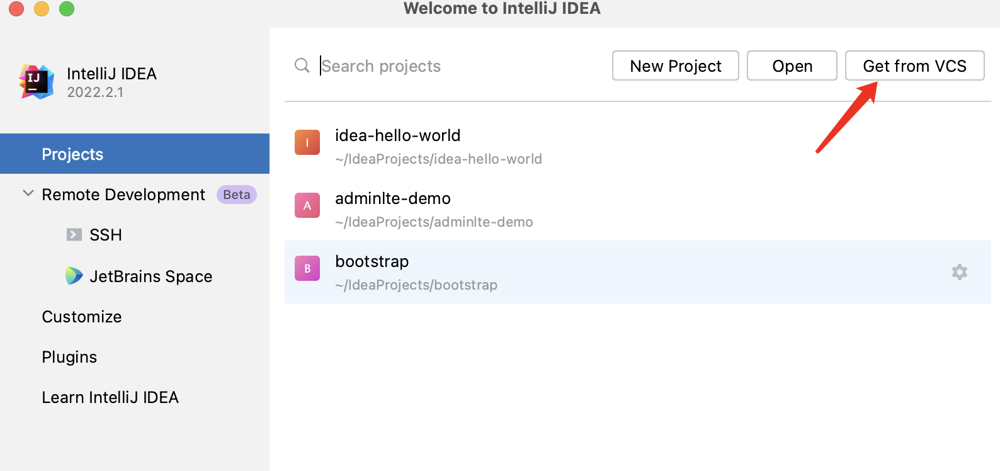 Welcome to IntelliJ IDEA
IJ
IntelliJ IDEA
2022.2.1
Projects
Remote Development Beta
SSH
JetBrains Space
Customize
Plugins
Learn IntelliJ IDEA
Search projects
New Project
Open
Get from VCS
I
idea-hello-world
~/IdeaProjects/idea-hello-world
A
adminlte-demo
~/IdeaProjects/adminlte-demo
B
bootstrap
~/IdeaProjects/bootstrap